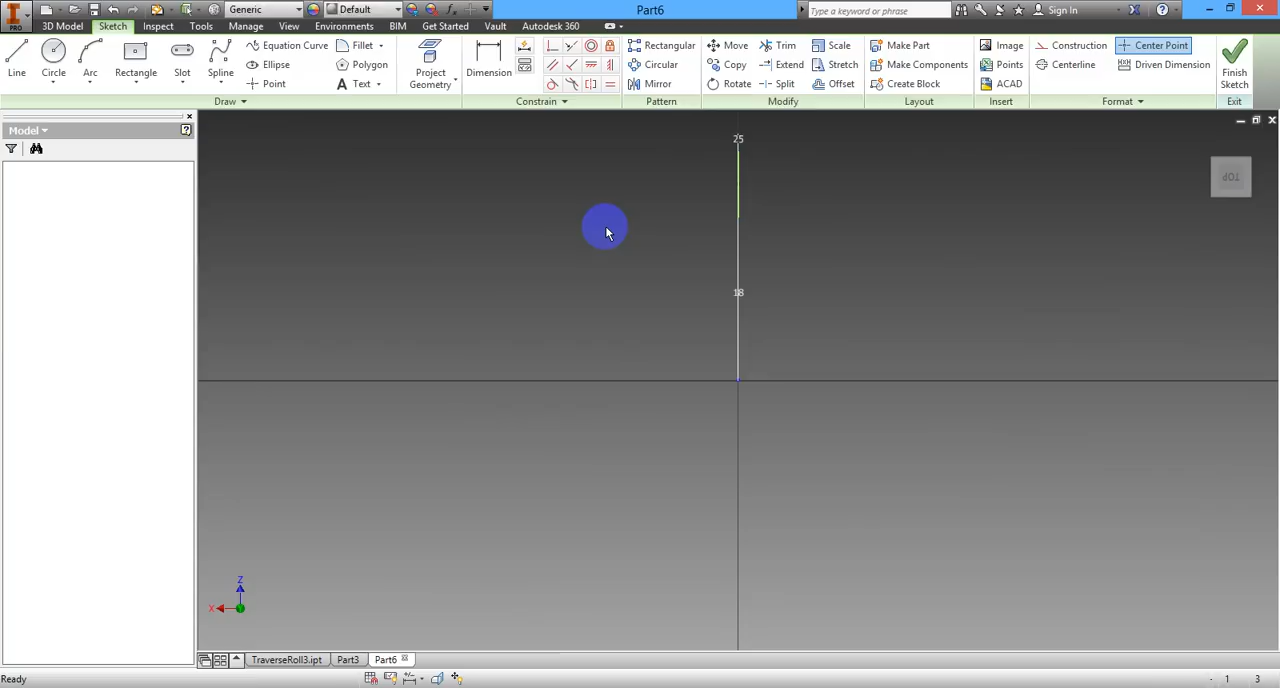 PRO
Generic
Default
Part6
Type a keyword or phrase
Sign In
3D Model
Sketch
Inspect
Tools
Manage
View
Environments
BIM
Get Started
Vault
Autodesk 360
Line
Circle
Arc
Rectangle
Slot
Spline
Equation Curve
Ellipse
Point
Fillet
Polygon
Text
Project Geometry
Dimension
Rectangular
Circular
Mirror
Move
Copy
Rotate
Trim
Extend
Split
Scale
Stretch
Offset
Make Part
Make Components
Create Block
Image
Points
ACAD
Construction
Centerline
Center Point
Driven Dimension
Finish Sketch
Draw
Constrain
Pattern
Modify
Layout
Insert
Format
Exit
Model
25
18
TOP
Z
X
TraverseRoll3.ipt
Part3
Part6
Ready
1
3